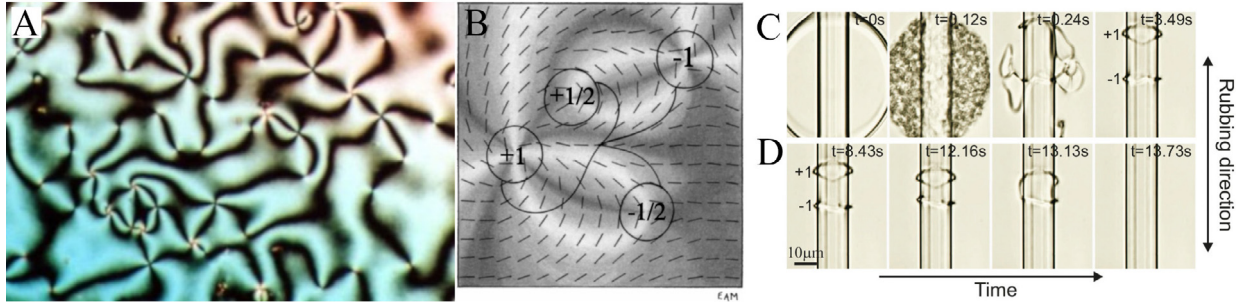 A
B
-1
+1/2
+1
-1/2
EAM
C
t=0s
t=0.12s
t=0.24s
t=3.49s
+1
-1
D
t=8.43s
t=12.16s
t=13.13s
t=13.73s
+1
-1
10μm
Time
Rubbing direction